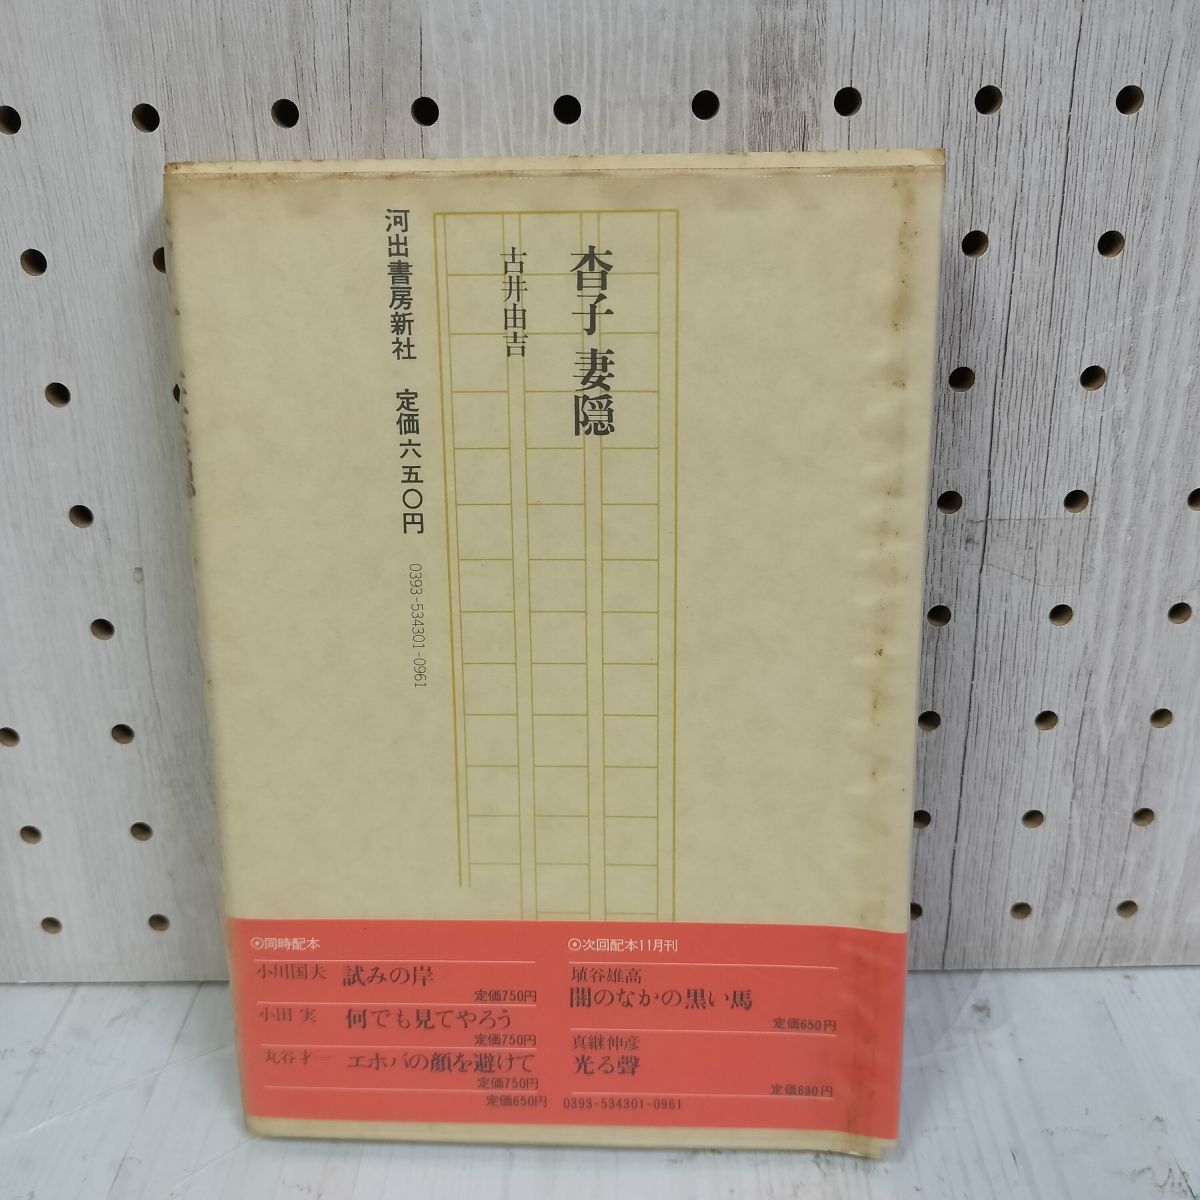 杳子 妻隠
古井由吉
河出書房新社 定価六五〇円
0393-534301-0961
⦿同時配本
小川国夫 試みの岸
定価750円
小田 実 何でも見てやろう
定価750円
丸谷才一 エホバの顔を避けて
定価750円
⦿次回配本11月刊
埴谷雄高
闇のなかの黒い馬
定価650円
真継伸彦
光る聲
定価680円
定価650円 0393-534301-0961